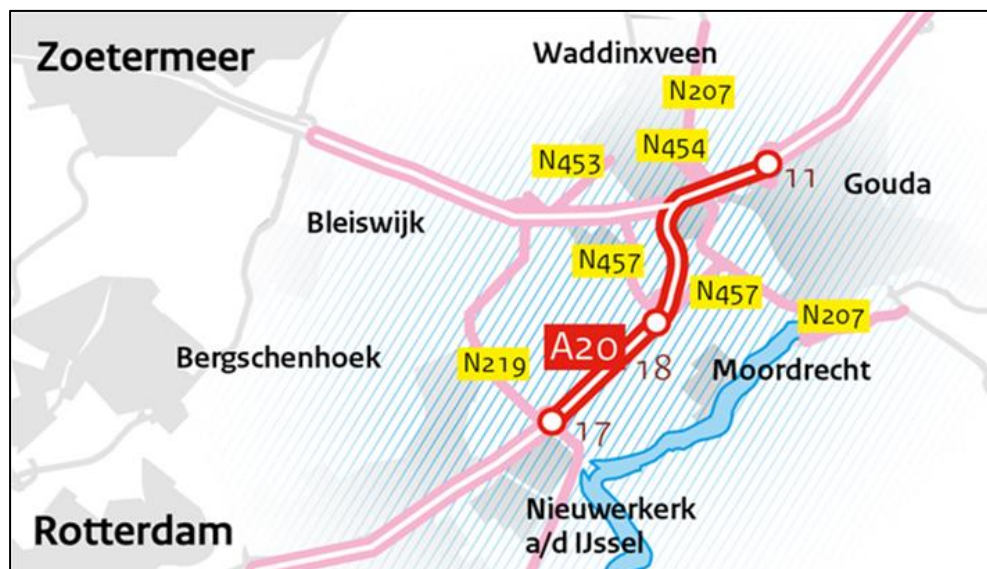 Zoetermeer
Waddinxveen
N207
N454
N453
11
Gouda
Bleiswijk
N457
N457
N207
A20
Bergschenhoek
N219
18
Moordrecht
17
Nieuwerkerk
a/d IJssel
Rotterdam